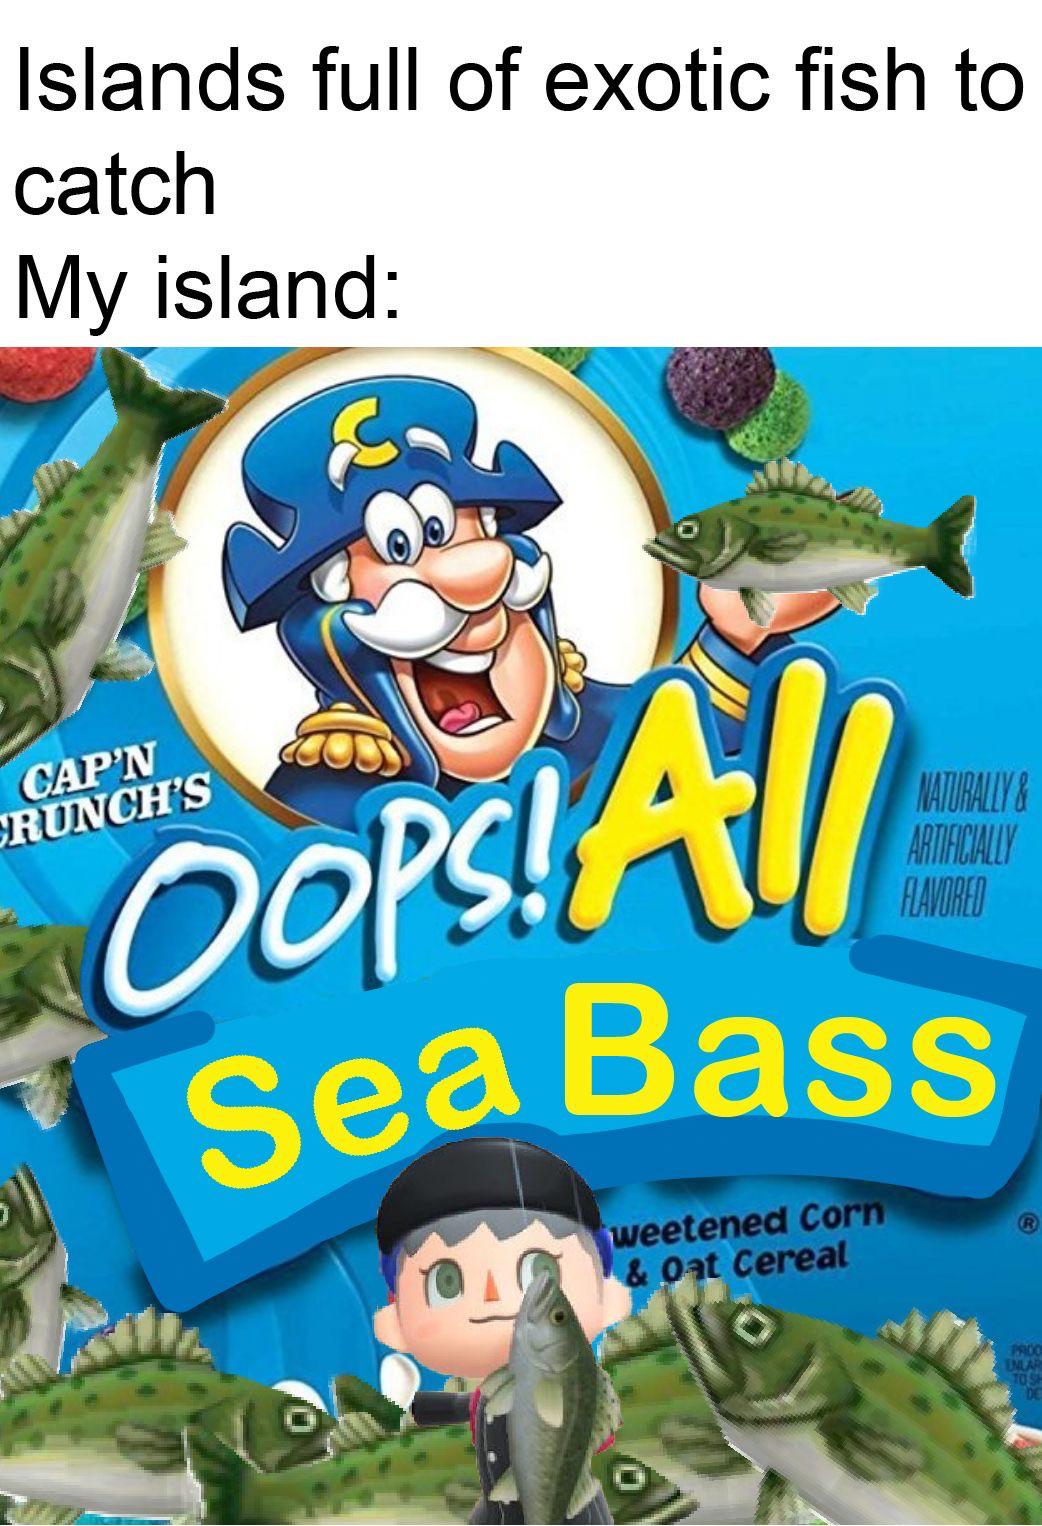 Islands full of exotic fish to
catch
My island:
C
CAP'N
CRUNCH'S
OOPS! All
NATURALLY &
ARTIFICIALLY
FLAVORED
Sea Bass
weetened Corn
& Oat Cereal
®